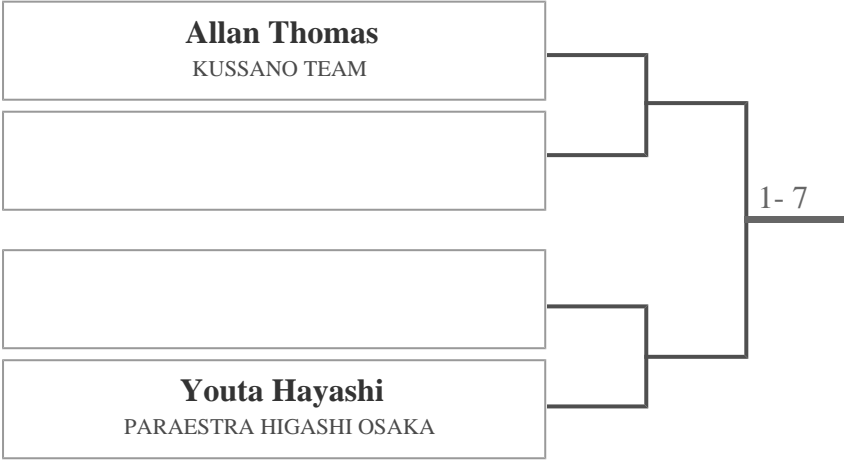 Allan Thomas
KUSSANO TEAM
1- 7
Youta Hayashi
PARAESTRA HIGASHI OSAKA